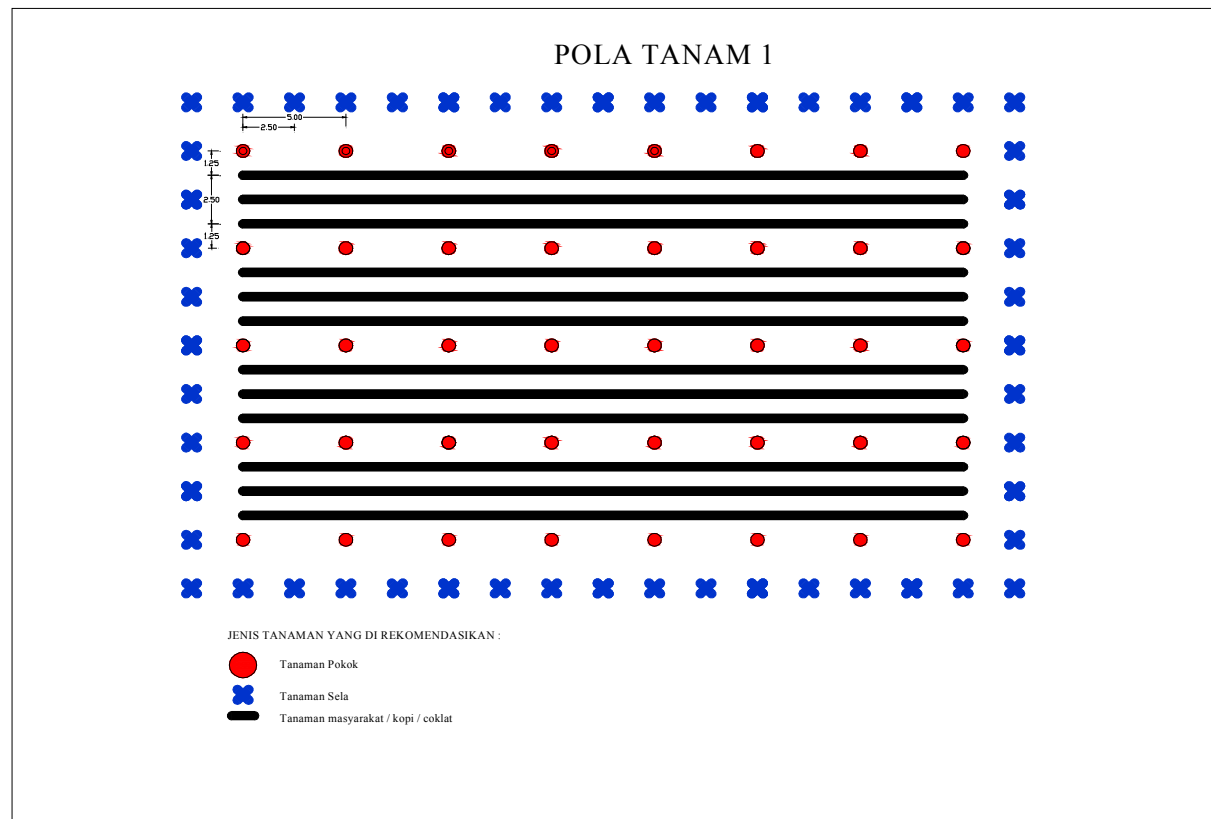 POLA TANAM 1
5.00
2.50
1.25
2.50
1.25
JENIS TANAMAN YANG DI REKOMENDASIKAN :
Tanaman Pokok
Tanaman Sela
Tanaman masyarakat / kopi / coklat